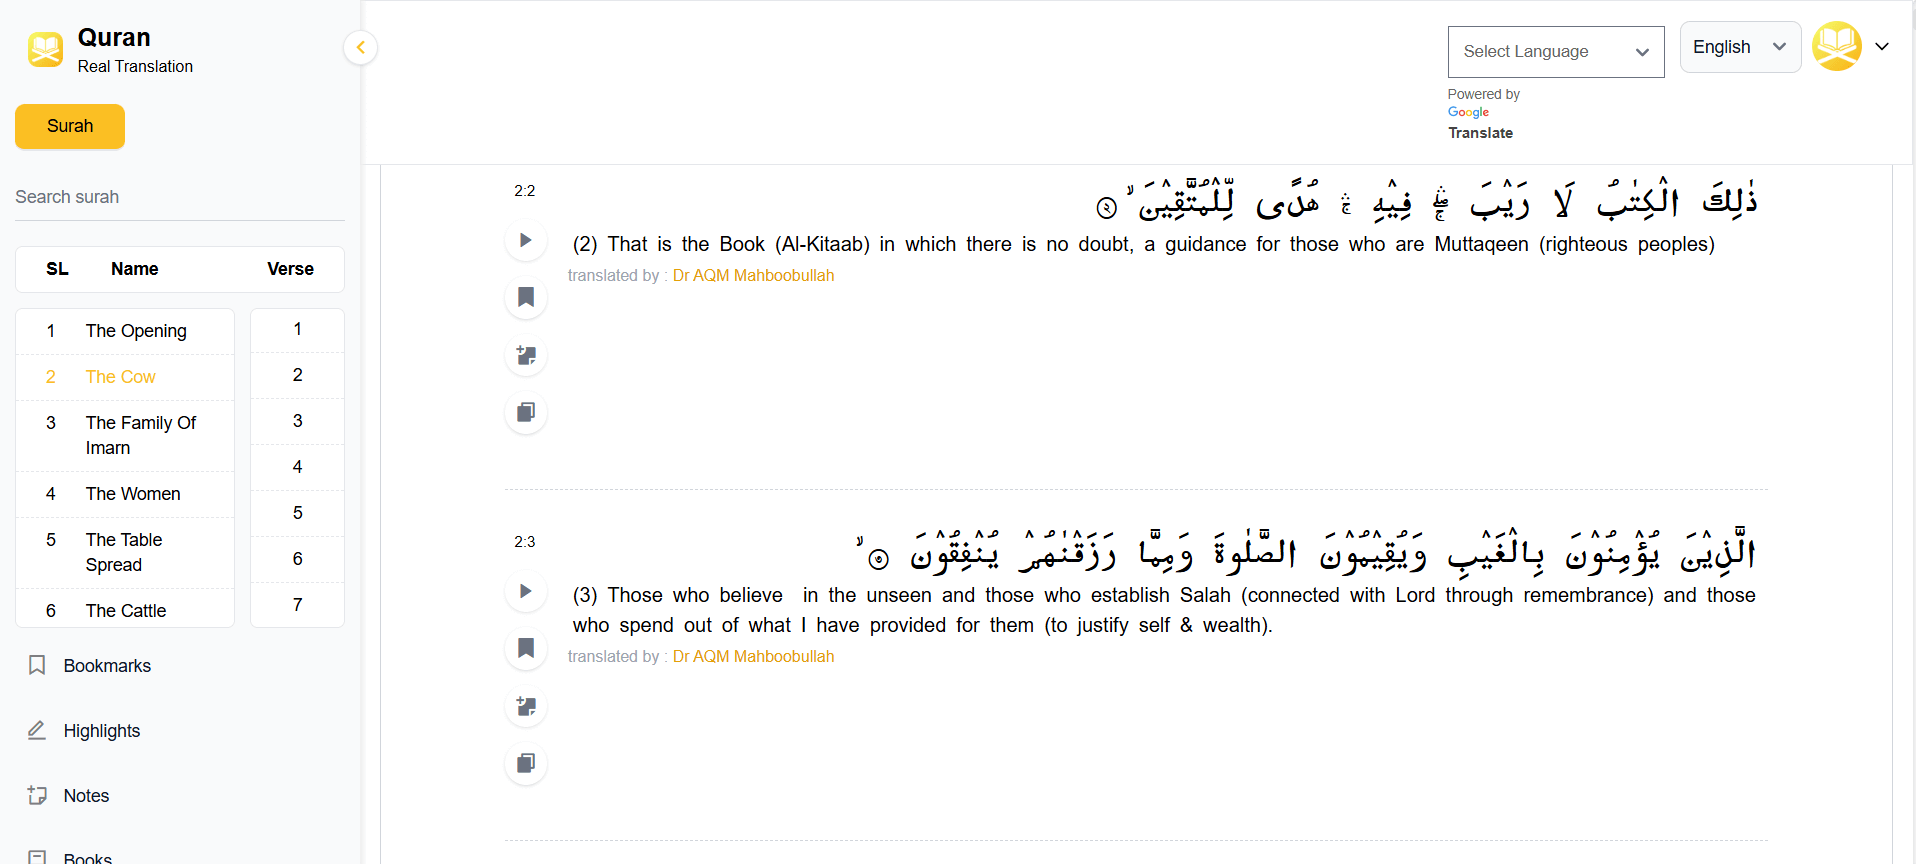 Quran
Real Translation
Surah
Search surah
SL Name Verse
1 The Opening
2 The Cow
3 The Family Of
Imarn
4 The Women
5 The Table
Spread
6 The Cattle
1
2
3
4
5
6
7
Bookmarks
Highlights
Notes
Books
Select Language
Powered by
Google
Translate
English
2:2
ذٰلِكَ الْكِتٰبُ لَا رَيْبَ ۛۖۚ فِيْهِ ۛۚ هُدًى لِّلْمُتَّقِيْنَ ۙ ۝۲
(2) That is the Book (Al-Kitaab) in which there is no doubt, a guidance for those who are Muttaqeen (righteous peoples)
translated by : Dr AQM Mahboobullah
2:3
الَّذِيْنَ يُؤْمِنُوْنَ بِالْغَيْبِ وَيُقِيْمُوْنَ الصَّلٰوةَ وَمِمَّا رَزَقْنٰهُمْ يُنْفِقُوْنَ ۝۳ ۙ
(3) Those who believe in the unseen and those who establish Salah (connected with Lord through remembrance) and those
who spend out of what I have provided for them (to justify self & wealth).
translated by : Dr AQM Mahboobullah